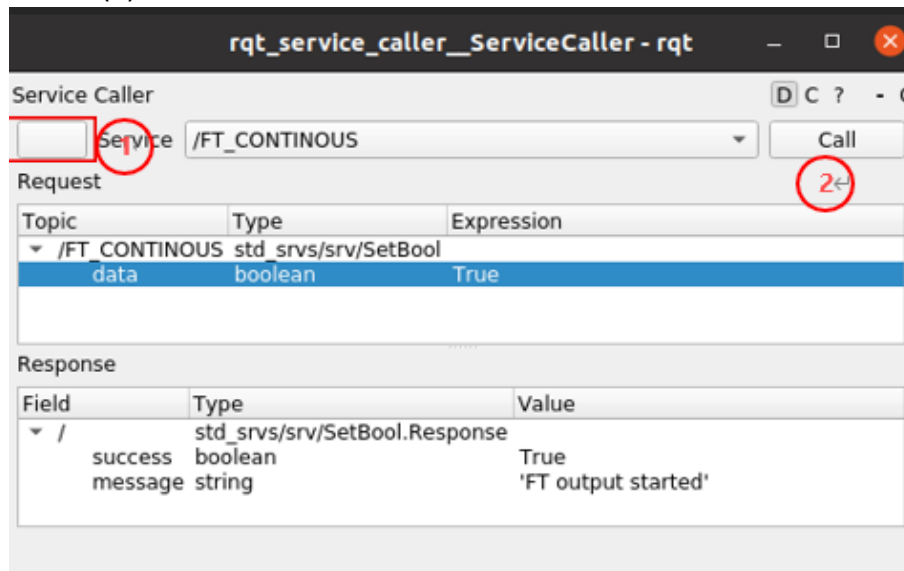 rqt_service_caller__ServiceCaller - rqt
Service Caller D C ? -
1 Service /FT_CONTINOUS Call
Request 2↵
Topic Type Expression
/FT_CONTINOUS std_srvs/srv/SetBool
data boolean True
Response
Field Type Value
/ std_srvs/srv/SetBool.Response
success boolean True
message string 'FT output started'